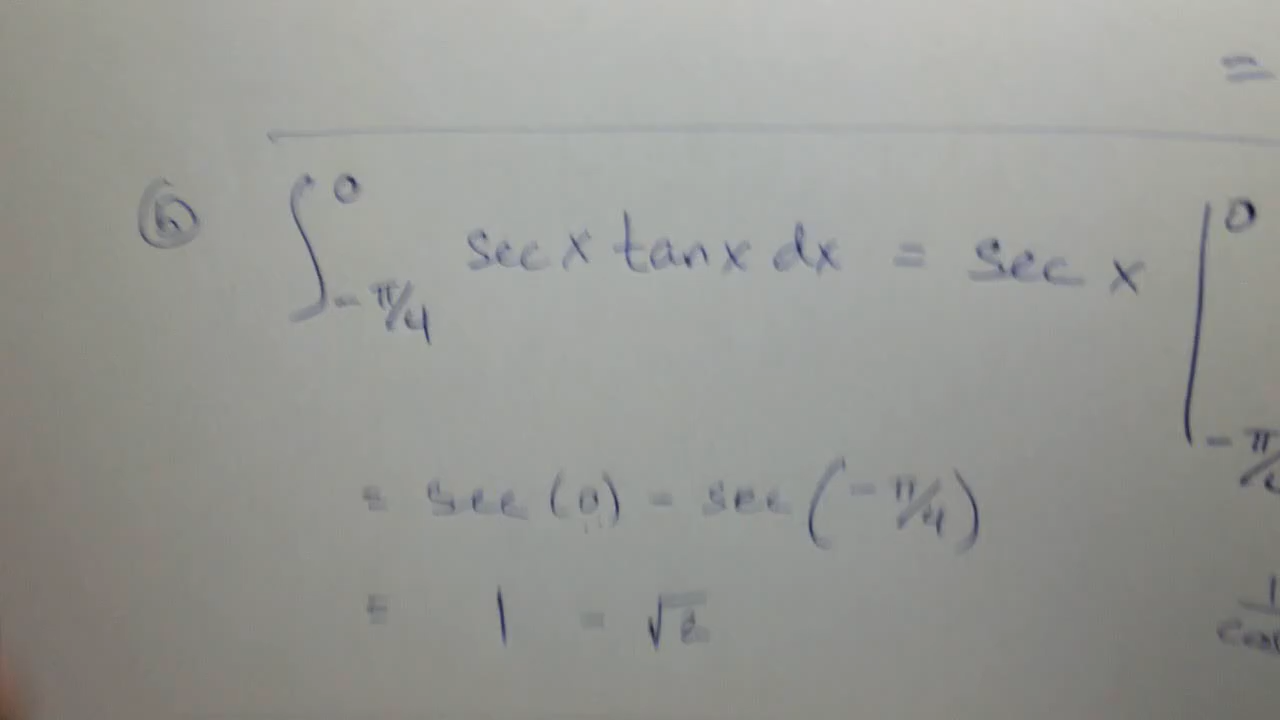 =
6 ∫_{-π/4}^{0} sec x tan x dx = sec x |_{-π/4}^{0}
= sec (0) - sec (-π/4)
= 1 - √2